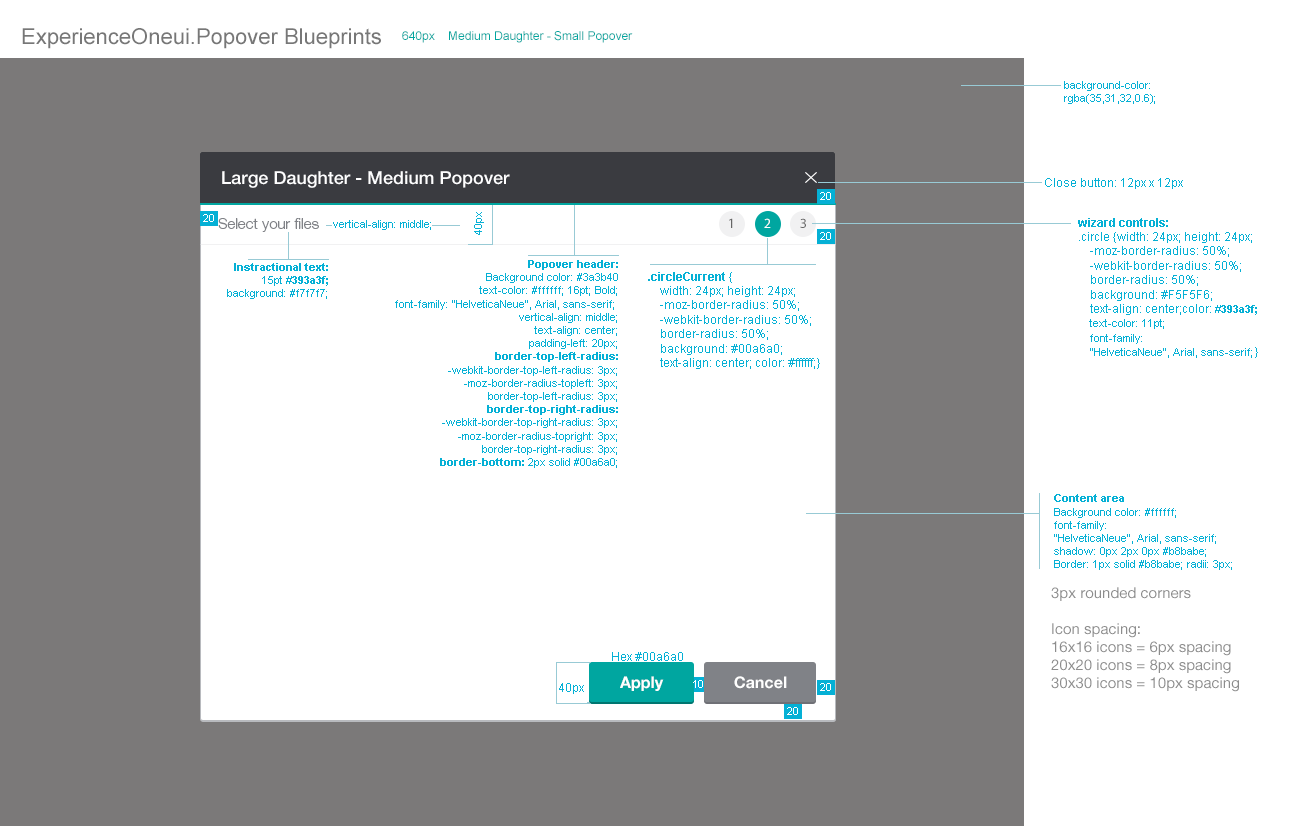 ExperienceOneui.Popover Blueprints 640px Medium Daughter - Small Popover
background-color:
rgba(35,31,32,0.6);
Large Daughter - Medium Popover
Close button: 12px x 12px
20
20 Select your files vertical-align: middle; 40px 1 2 3
20
wizard controls:
.circle {width: 24px; height: 24px;
-moz-border-radius: 50%;
-webkit-border-radius: 50%;
border-radius: 50%;
background: #F5F5F6;
text-align: center;color: #393a3f;
text-color: 11pt;
font-family:
"HelveticaNeue", Arial, sans-serif; }
Instractional text:
15pt #393a3f;
background: #f7f7f7;
Popover header:
Background color: #3a3b40
text-color: #ffffff; 16pt; Bold;
font-family: "HelveticaNeue", Arial, sans-serif;
vertical-align: middle;
text-align: center;
padding-left: 20px;
border-top-left-radius:
-webkit-border-top-left-radius: 3px;
-moz-border-radius-topleft: 3px;
border-top-left-radius: 3px;
border-top-right-radius:
-webkit-border-top-right-radius: 3px;
-moz-border-radius-topright: 3px;
border-top-right-radius: 3px;
border-bottom: 2px solid #00a6a0;
.circleCurrent {
width: 24px; height: 24px;
-moz-border-radius: 50%;
-webkit-border-radius: 50%;
border-radius: 50%;
background: #00a6a0;
text-align: center; color: #ffffff;}
Content area
Background color: #ffffff;
font-family:
"HelveticaNeue", Arial, sans-serif;
shadow: 0px 2px 0px #b8babe;
Border: 1px solid #b8babe; radii: 3px;
3px rounded corners
Icon spacing:
16x16 icons = 6px spacing
20x20 icons = 8px spacing
30x30 icons = 10px spacing
Hex #00a6a0
40px Apply 10 Cancel 20
20